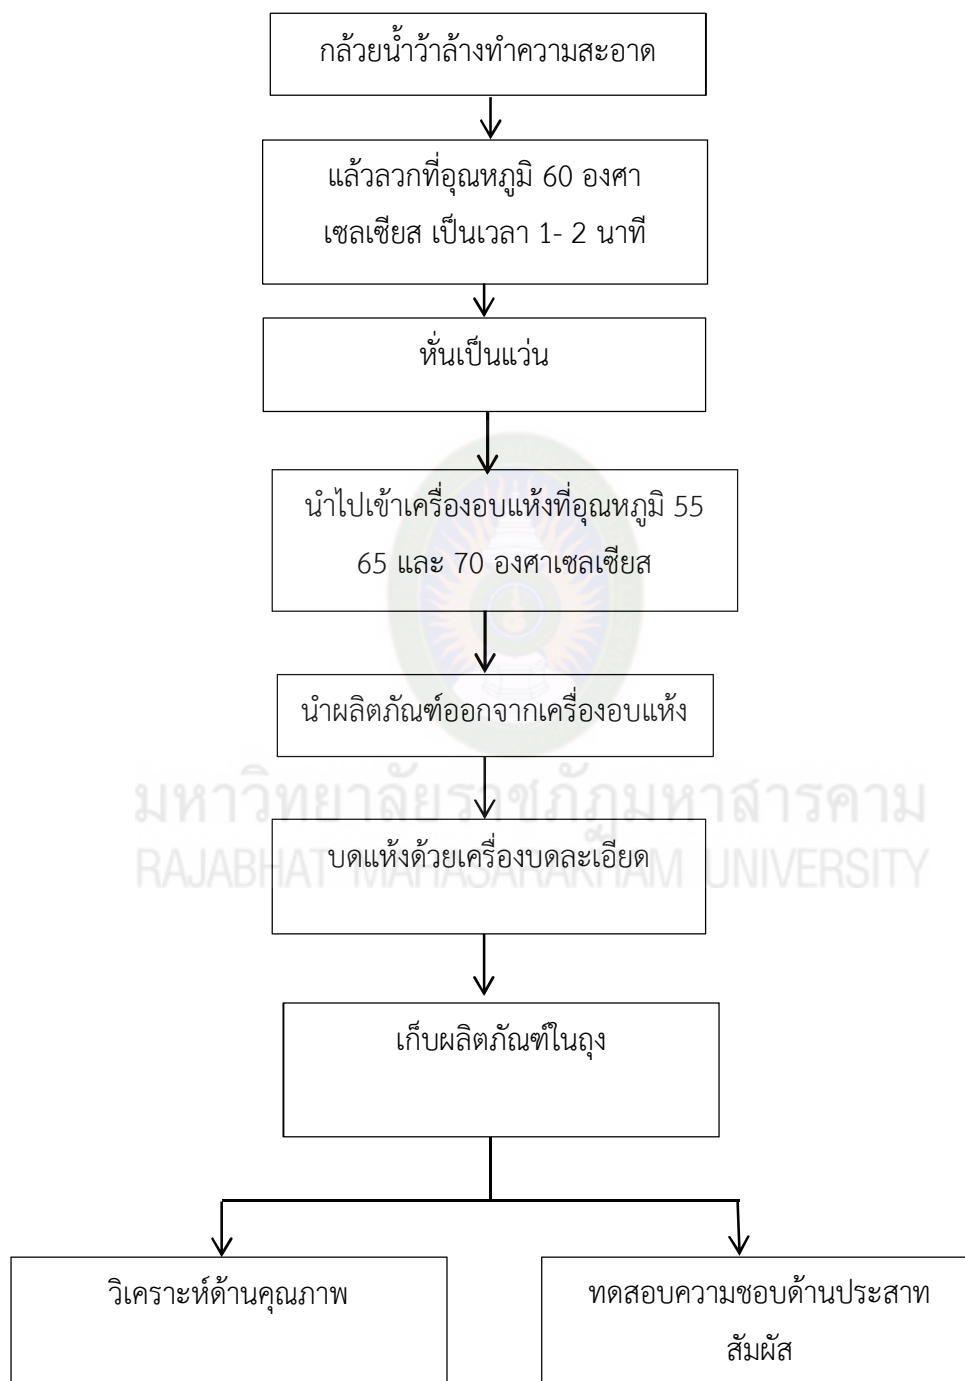 กล้วยน้ำว้าล้างทำความสะอาด
แล้วลวกที่อุณหภูมิ 60 องศา
เซลเซียส เป็นเวลา 1- 2 นาที
หั่นเป็นแว่น
นำไปเข้าเครื่องอบแห้งที่อุณหภูมิ 55
65 และ 70 องศาเซลเซียส
นำผลิตภัณฑ์ออกจากเครื่องอบแห้ง
มหาวิทยาลัยราชภัฏมหาสารคาม
บดแห้งด้วยเครื่องบดละเอียด
RAJABHAT MAHASARAKHAM UNIVERSITY
เก็บผลิตภัณฑ์ในถุง
วิเคราะห์ด้านคุณภาพ
ทดสอบความชอบด้านประสาท
สัมผัส